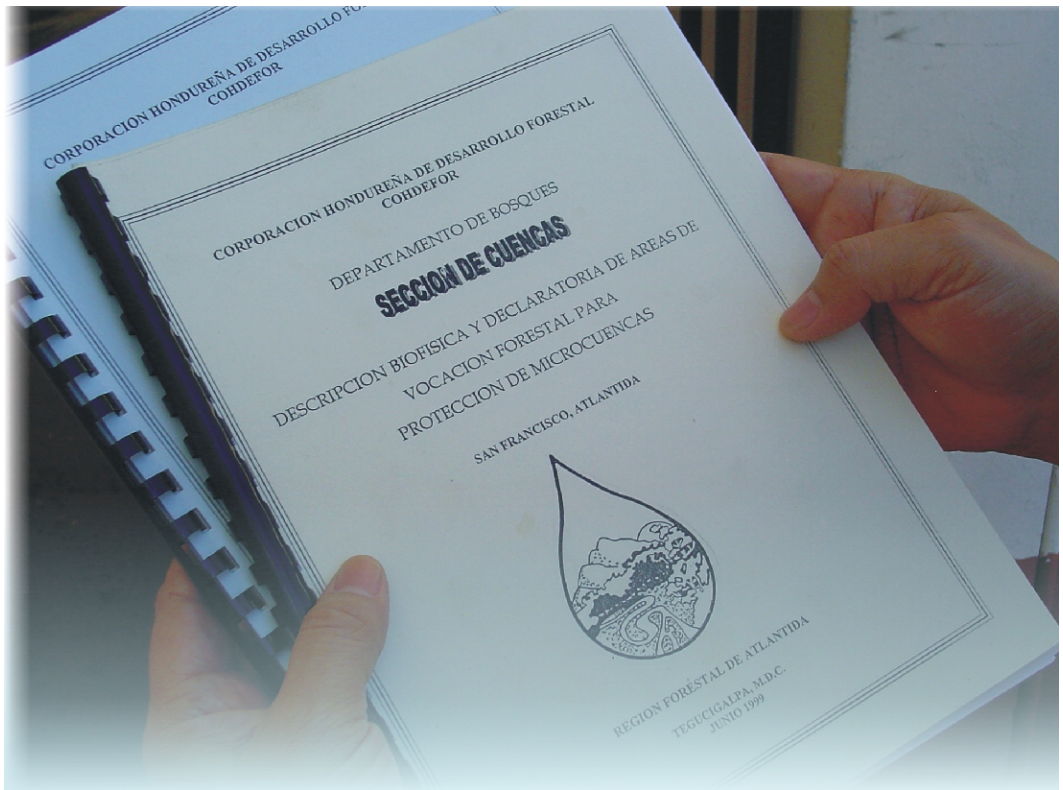 CORPORACION HONDUREÑA DE DESARROLLO FO
COHDEFOR
CORPORACION HONDUREÑA DE DESARROLLO FORESTAL
COHDEFOR
DEPARTAMENTO DE BOSQUES
SECCION DE CUENCAS
DESCRIPCION BIOFISICA Y DECLARATORIA DE AREAS DE
VOCACION FORESTAL PARA
PROTECCION DE MICROCUENCAS
SAN FRANCISCO, ATLANTIDA
REGION FORESTAL DE ATLANTIDA
TEGUCIGALPA, M.D.C.
JUNIO 1999